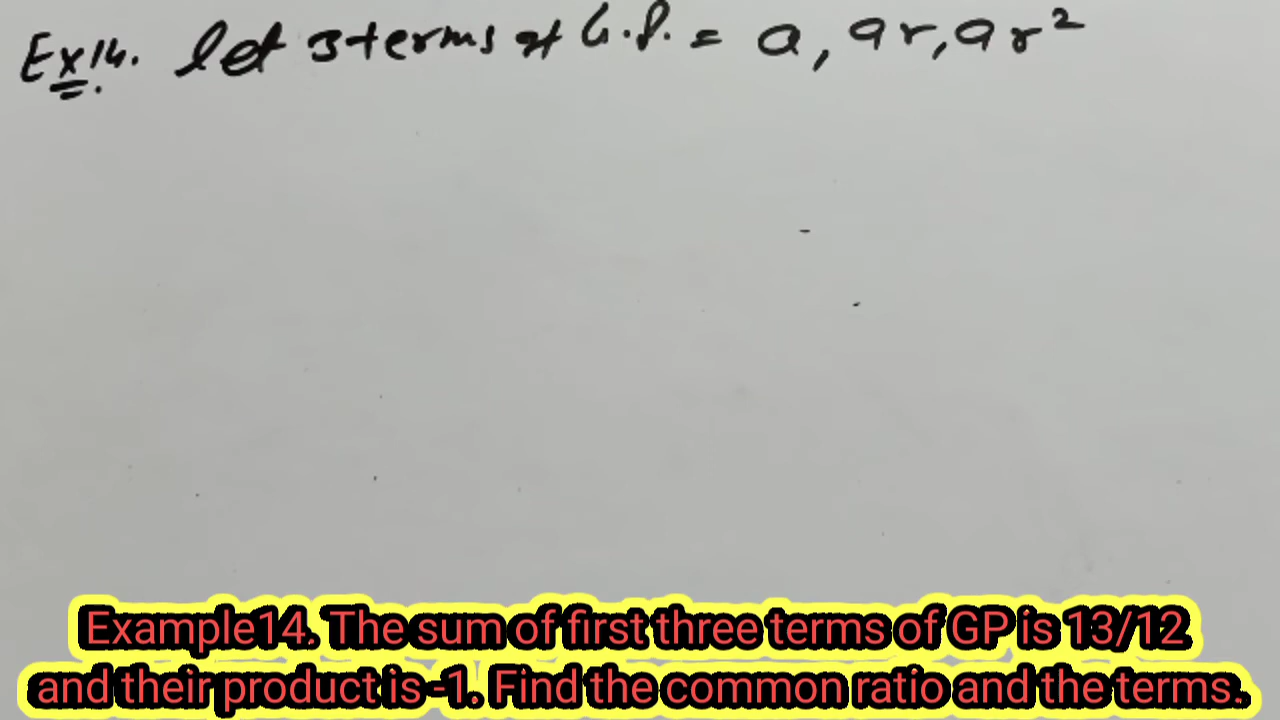 Ex14. let 3 terms of G.P. = a, ar, ar²
Example14. The sum of first three terms of GP is 13/12
and their product is -1. Find the common ratio and the terms.